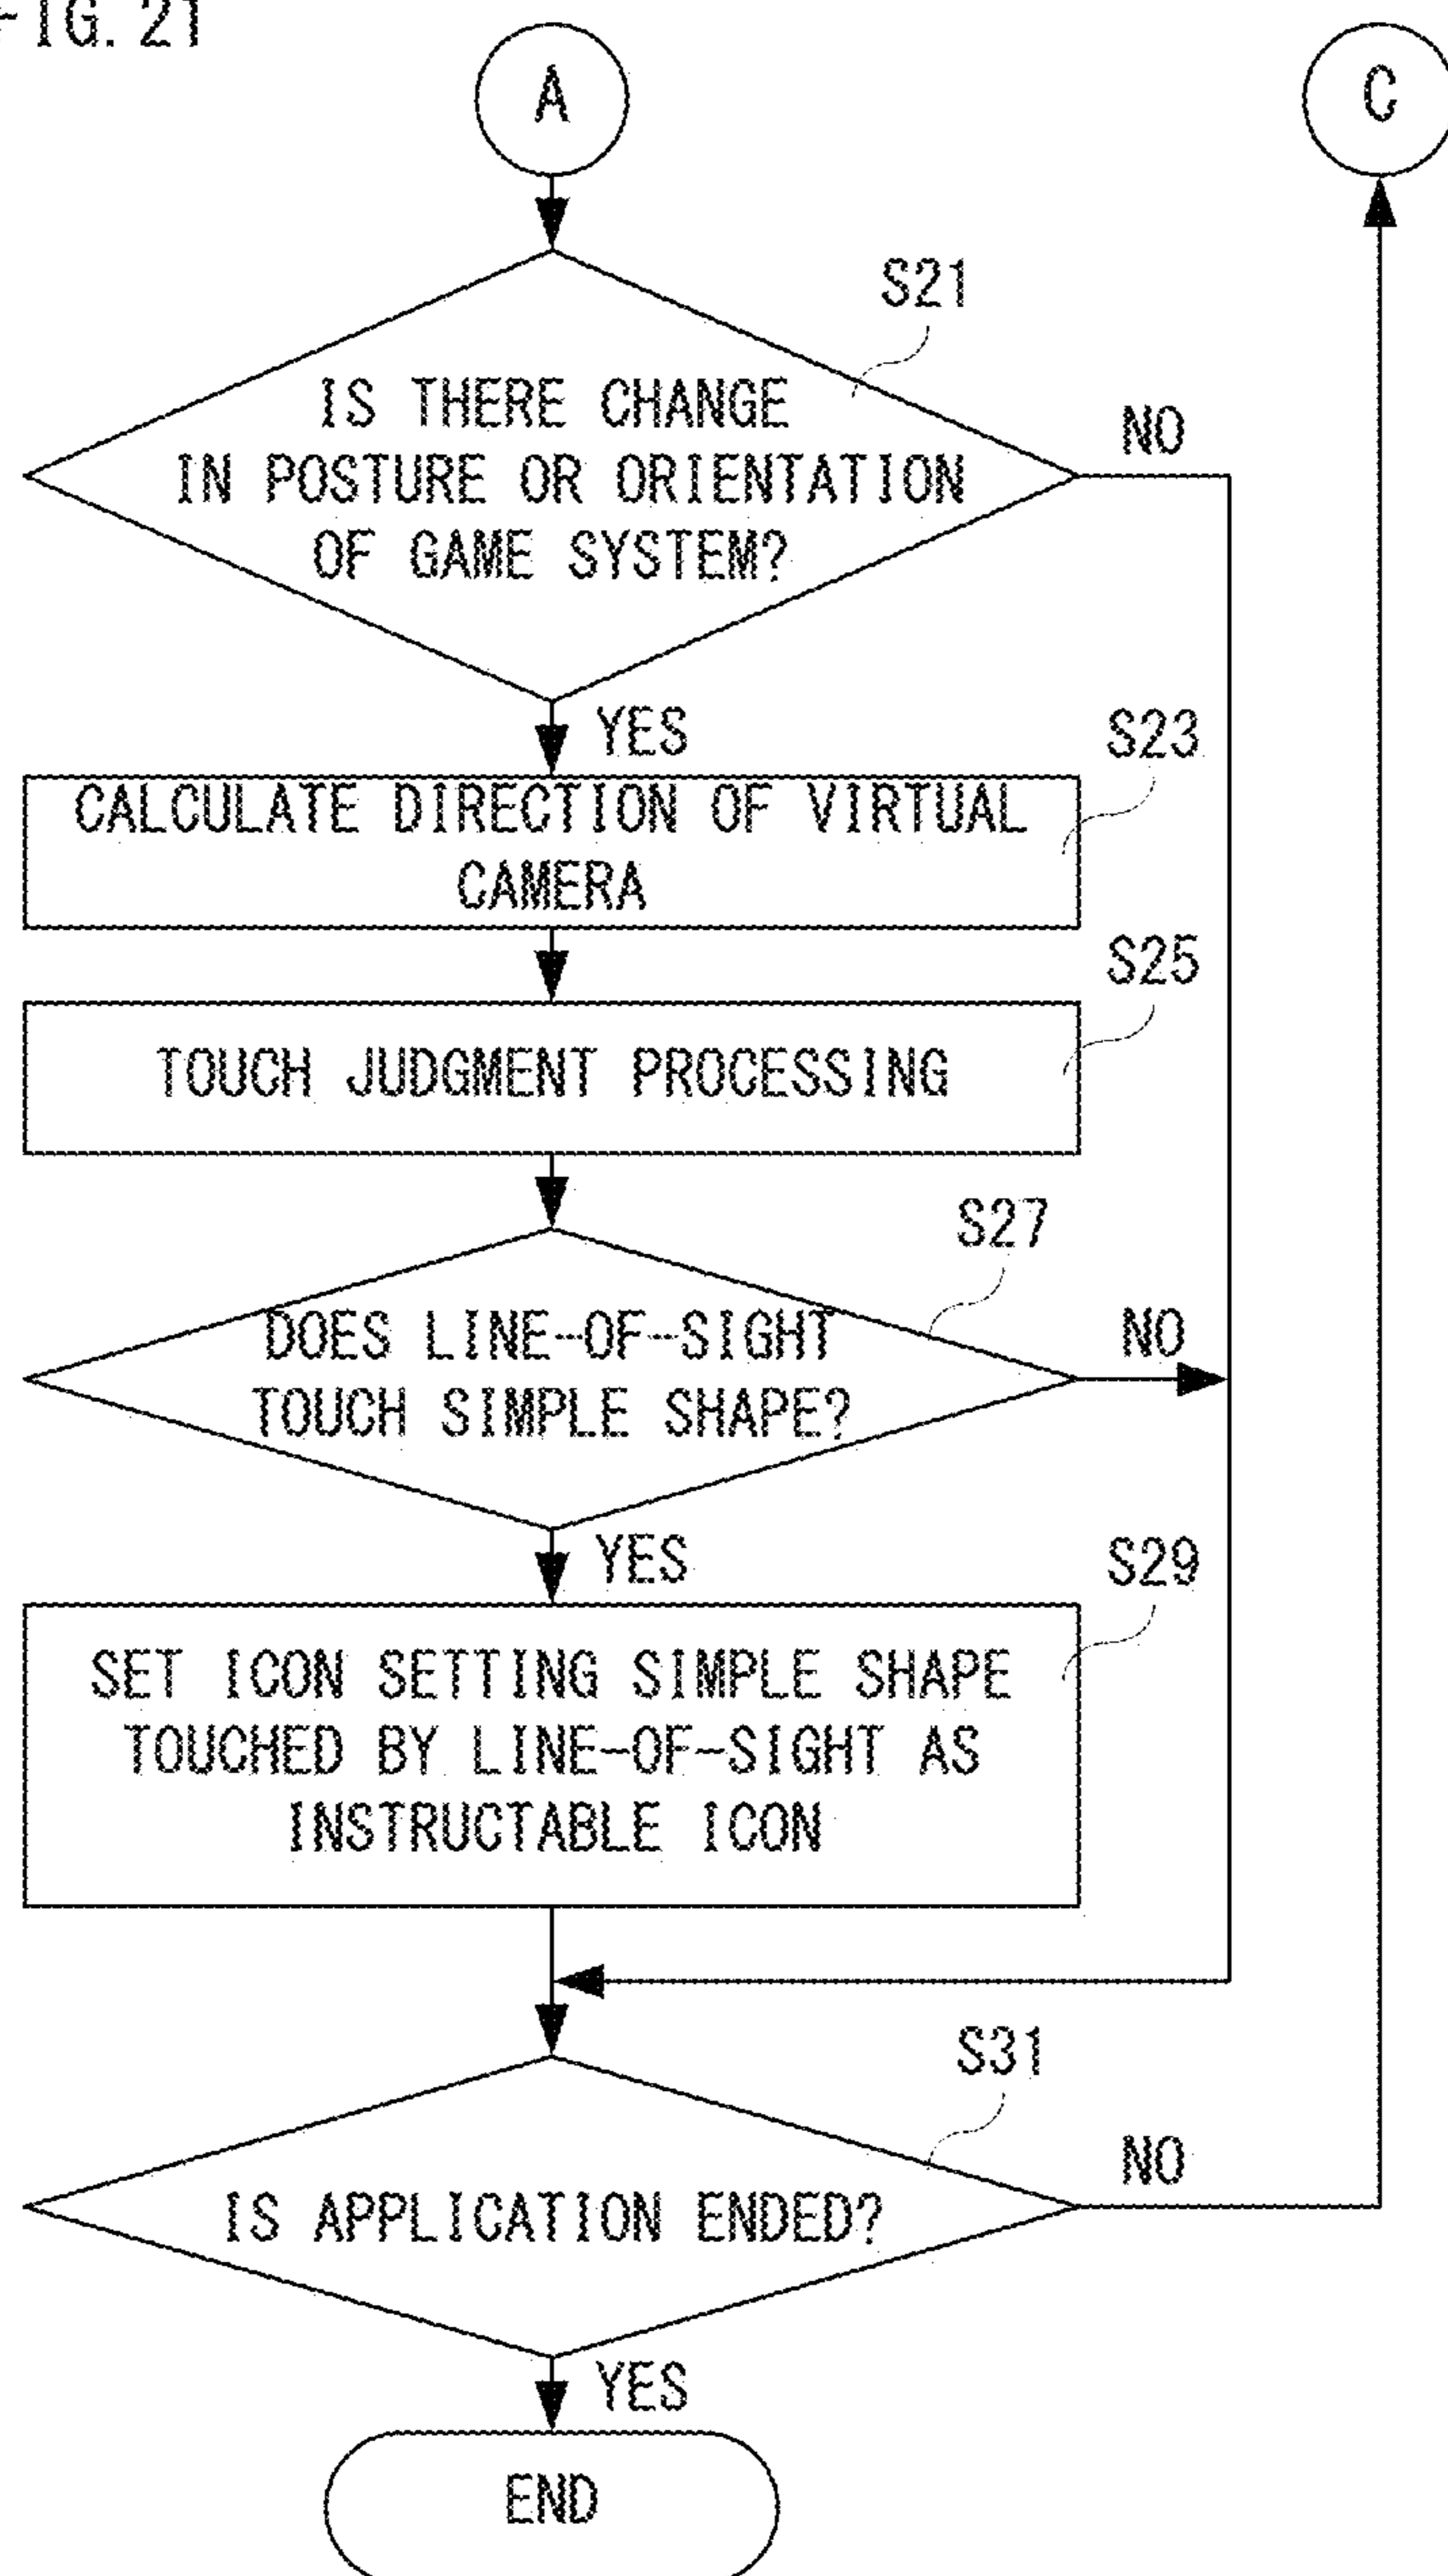 FIG. 21
A
C
S21
IS THERE CHANGE
IN POSTURE OR ORIENTATION
OF GAME SYSTEM?
NO
YES
S23
CALCULATE DIRECTION OF VIRTUAL
CAMERA
S25
TOUCH JUDGMENT PROCESSING
S27
DOES LINE-OF-SIGHT
TOUCH SIMPLE SHAPE?
NO
YES
S29
SET ICON SETTING SIMPLE SHAPE
TOUCHED BY LINE-OF-SIGHT AS
INSTRUCTABLE ICON
S31
IS APPLICATION ENDED?
NO
YES
END